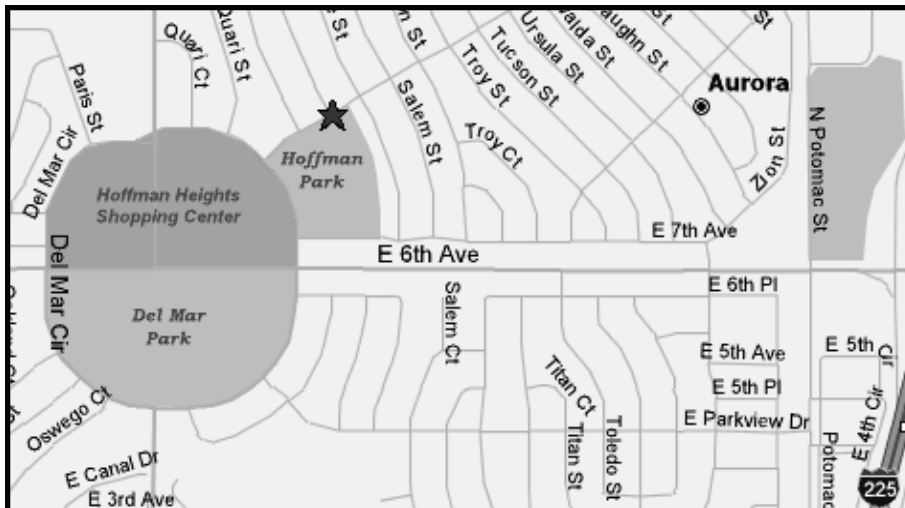 Quari Ct
Quari St
Salem St
Troy St
Tucson St
Ursula St
Vaughn St
St
Paris St
Del Mar Cir
Aurora
Zion St
N Potomac St
Troy Ct
Hoffman
Park
Hoffman Heights
Shopping Center
E 7th Ave
E 6th Ave
Del Mar Cir
E 6th Pl
Del Mar
Park
Salem Ct
E 5th Ave
E 5th Cir
E 5th Pl
Titan Ct
Oswego Ct
E Parkview Dr
E 4th Cir
Titan St
Toledo St
Potomac
E Canal Dr
E 3rd Ave
225